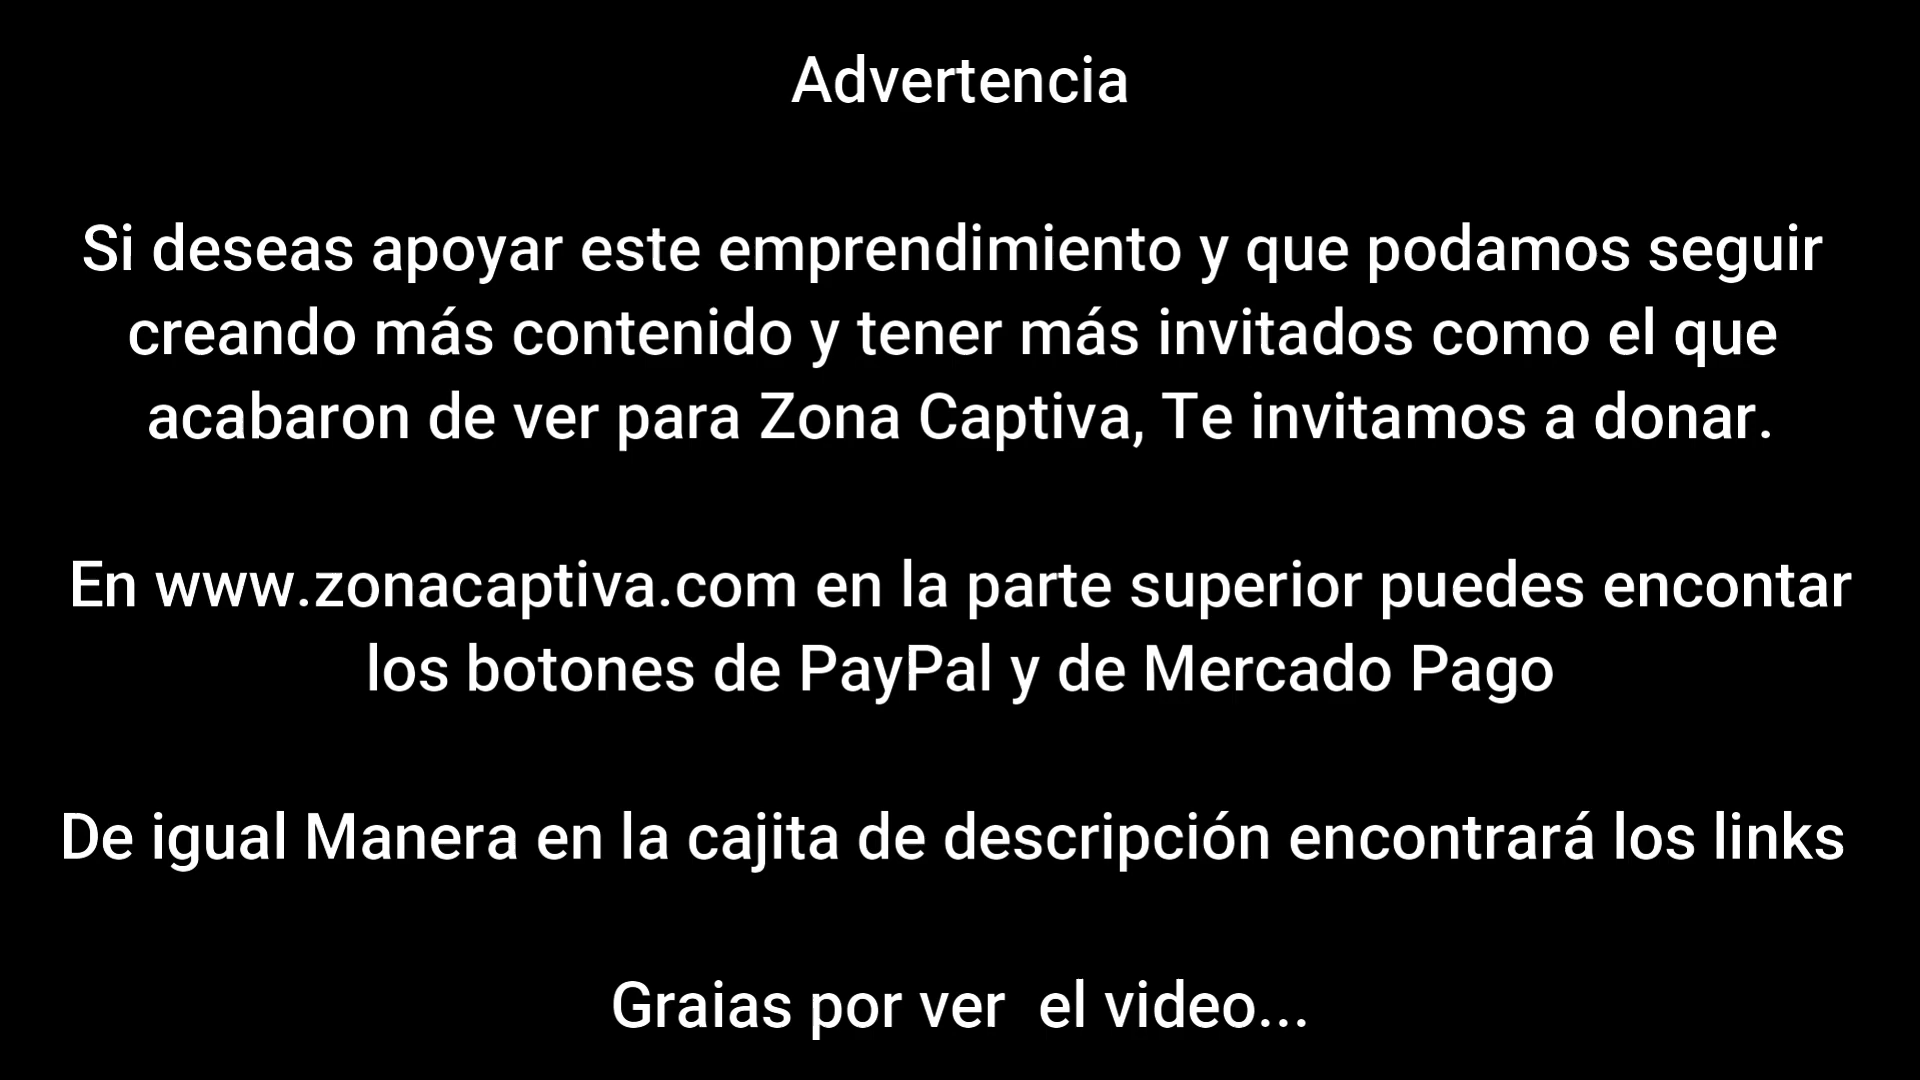 Advertencia
Si deseas apoyar este emprendimiento y que podamos seguir
creando más contenido y tener más invitados como el que
acabaron de ver para Zona Captiva, Te invitamos a donar.
En www.zonacaptiva.com en la parte superior puedes encontar
los botones de PayPal y de Mercado Pago
De igual Manera en la cajita de descripción encontrará los links
Graias por ver  el video...